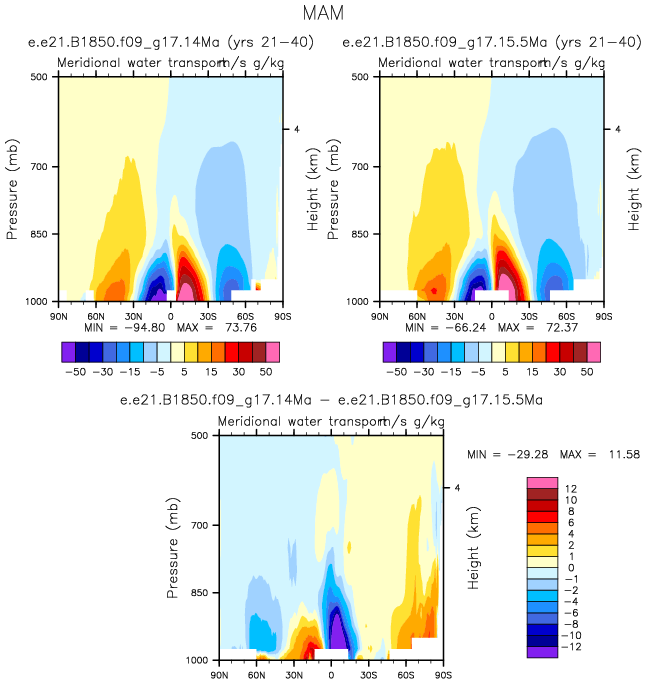 MAM
e.e21.B1850.f09_g17.14Ma (yrs 21-40)
e.e21.B1850.f09_g17.15.5Ma (yrs 21-40)
Meridional water transport m/s g/kg
Meridional water transport m/s g/kg
500
700
850
1000
Pressure (mb)
4
Height (km)
90N 60N 30N 0 30S 60S 90S
MIN = -94.80 MAX = 73.76
-50 -30 -15 -5 5 15 30 50
500
700
850
1000
Pressure (mb)
4
Height (km)
90N 60N 30N 0 30S 60S 90S
MIN = -66.24 MAX = 72.37
-50 -30 -15 -5 5 15 30 50
e.e21.B1850.f09_g17.14Ma - e.e21.B1850.f09_g17.15.5Ma
Meridional water transport m/s g/kg
500
700
850
1000
Pressure (mb)
4
Height (km)
90N 60N 30N 0 30S 60S 90S
MIN = -29.28 MAX = 11.58
12
10
8
6
4
2
1
0
-1
-2
-4
-6
-8
-10
-12